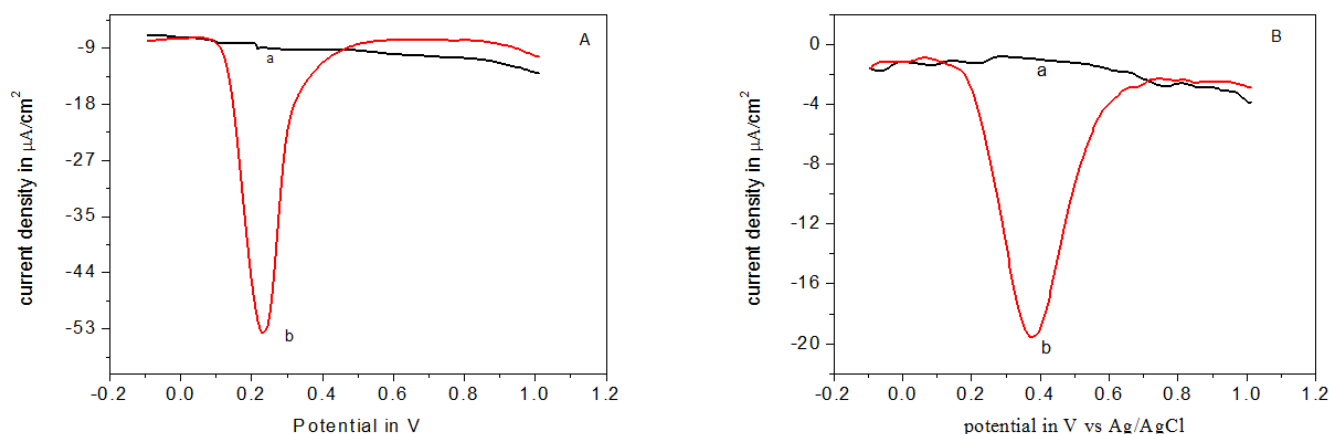 A
-9
-18
-27
-35
-44
-53
a
b
-0.2 0.0 0.2 0.4 0.6 0.8 1.0 1.2
Potential in V
current density in μA/cm²
B
0
-4
-8
-12
-16
-20
a
b
-0.2 0.0 0.2 0.4 0.6 0.8 1.0 1.2
potential in V vs Ag/AgCl
current density in μA/cm²